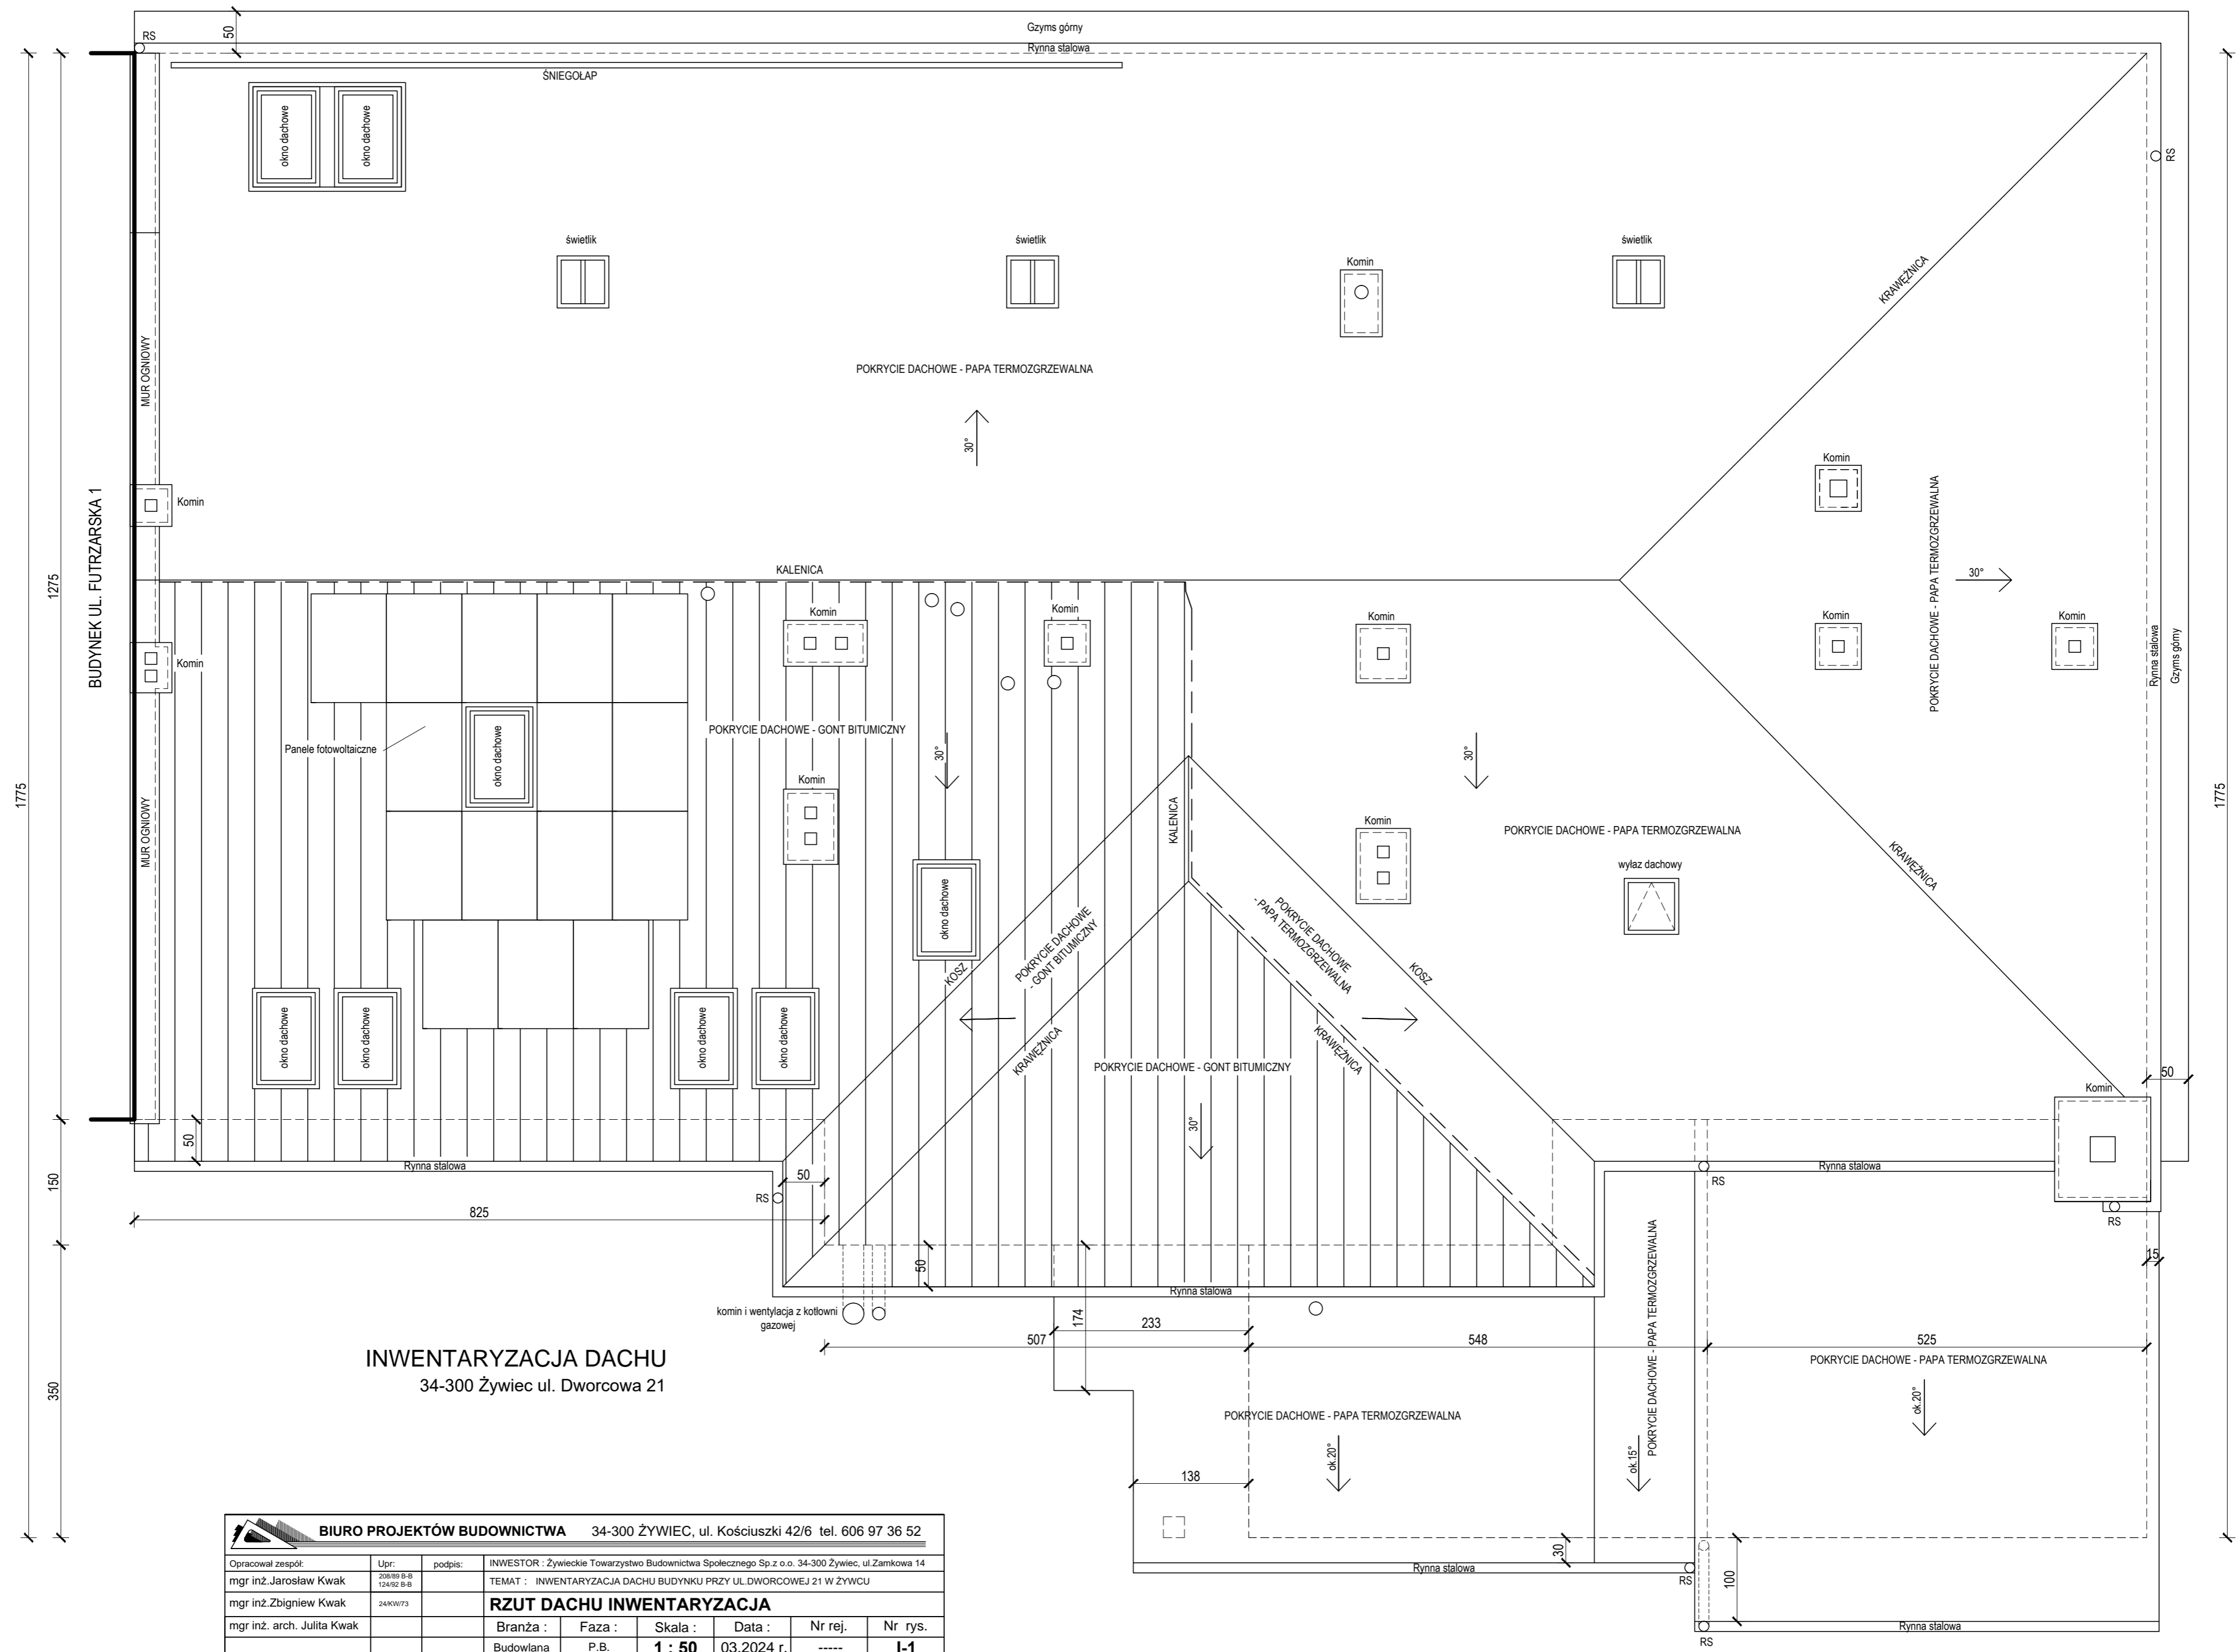 Gzyms górny
Rynna stalowa
RS
50
ŚNIEGOŁAP
okno dachowe
okno dachowe
RS
świetlik
świetlik
świetlik
Komin
KRAWĘŻNICA
MUR OGNIOWY
POKRYCIE DACHOWE - PAPA TERMOZGRZEWALNA
30°
Komin
Komin
BUDYNEK UL. FUTRZARSKA 1
1275
1775
1775
KALENICA
POKRYCIE DACHOWE - PAPA TERMOZGRZEWALNA
30°
Komin
Komin
Komin
Komin
Komin
Komin
Rynna stalowa
Gzyms górny
Panele fotowoltaiczne
okno dachowe
POKRYCIE DACHOWE - GONT BITUMICZNY
30°
30°
Komin
KALENICA
MUR OGNIOWY
Komin
POKRYCIE DACHOWE - PAPA TERMOZGRZEWALNA
wyłaz dachowy
KRAWĘŻNICA
okno dachowe
POKRYCIE DACHOWE
- GONT BITUMICZNY
POKRYCIE DACHOWE
- PAPA TERMOZGRZEWALNA
KOSZ
KOSZ
okno dachowe
okno dachowe
okno dachowe
okno dachowe
KRAWĘŻNICA
KRAWĘŻNICA
POKRYCIE DACHOWE - GONT BITUMICZNY
30°
50
Komin
50
Rynna stalowa
50
RS
150
825
Rynna stalowa
RS
RS
15
50
Rynna stalowa
komin i wentylacja z kotłowni
gazowej
174
233
507
548
525
POKRYCIE DACHOWE - PAPA TERMOZGRZEWALNA
POKRYCIE DACHOWE - PAPA TERMOZGRZEWALNA
ok.20°
INWENTARYZACJA DACHU
34-300 Żywiec ul. Dworcowa 21
350
POKRYCIE DACHOWE - PAPA TERMOZGRZEWALNA
ok.20°
ok.15°
138
30
Rynna stalowa
RS
100
Rynna stalowa
RS
BIURO PROJEKTÓW BUDOWNICTWA 34-300 ŻYWIEC, ul. Kościuszki 42/6 tel. 606 97 36 52
Opracował zespół: Upr: podpis: INWESTOR : Żywieckie Towarzystwo Budownictwa Społecznego Sp.z o.o. 34-300 Żywiec, ul.Zamkowa 14
mgr inż.Jarosław Kwak 208/89 B-B
124/92 B-B
TEMAT : INWENTARYZACJA DACHU BUDYNKU PRZY UL.DWORCOWEJ 21 W ŻYWCU
mgr inż.Zbigniew Kwak 24/KW/73 RZUT DACHU INWENTARYZACJA
mgr inż. arch. Julita Kwak Branża : Faza : Skala : Data : Nr rej. Nr rys.
Budowlana P.B. 1 : 50 03.2024 r. ----- I-1